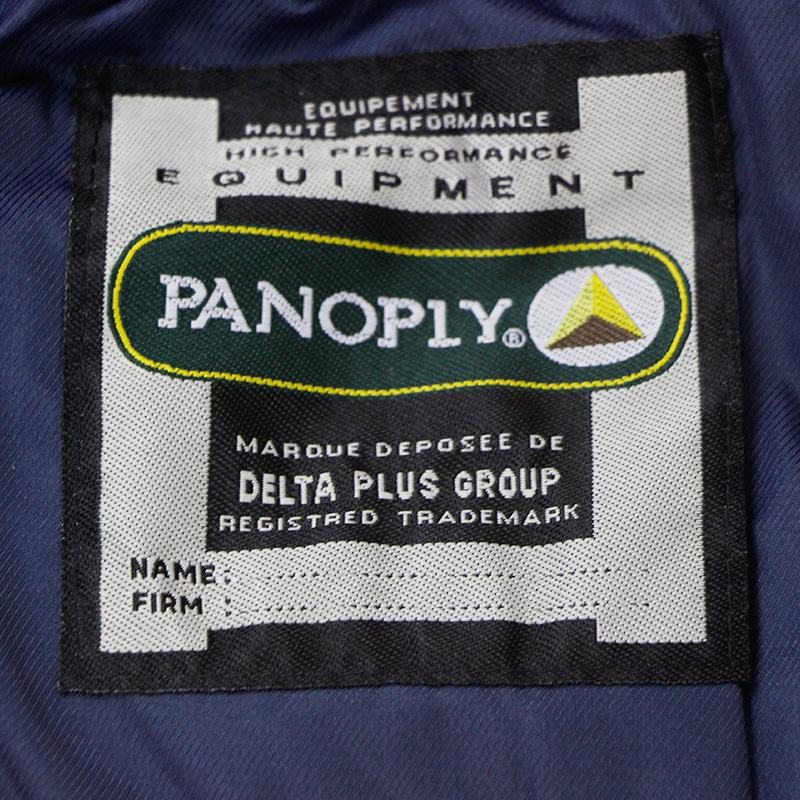 EQUIPEMENT
HAUTE PERFORMANCE
HIGH PERFORMANCE
EQUIPMENT
PANOPLY®
MARQUE DEPOSEE DE
DELTA PLUS GROUP
REGISTRED TRADEMARK
NAME:
FIRM :